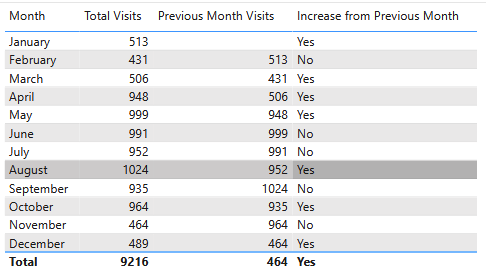 Month Total Visits Previous Month Visits Increase from Previous Month
January 513 Yes
February 431 513 No
March 506 431 Yes
April 948 506 Yes
May 999 948 Yes
June 991 999 No
July 952 991 No
August 1024 952 Yes
September 935 1024 No
October 964 935 Yes
November 464 964 No
December 489 464 Yes
Total 9216 464 Yes